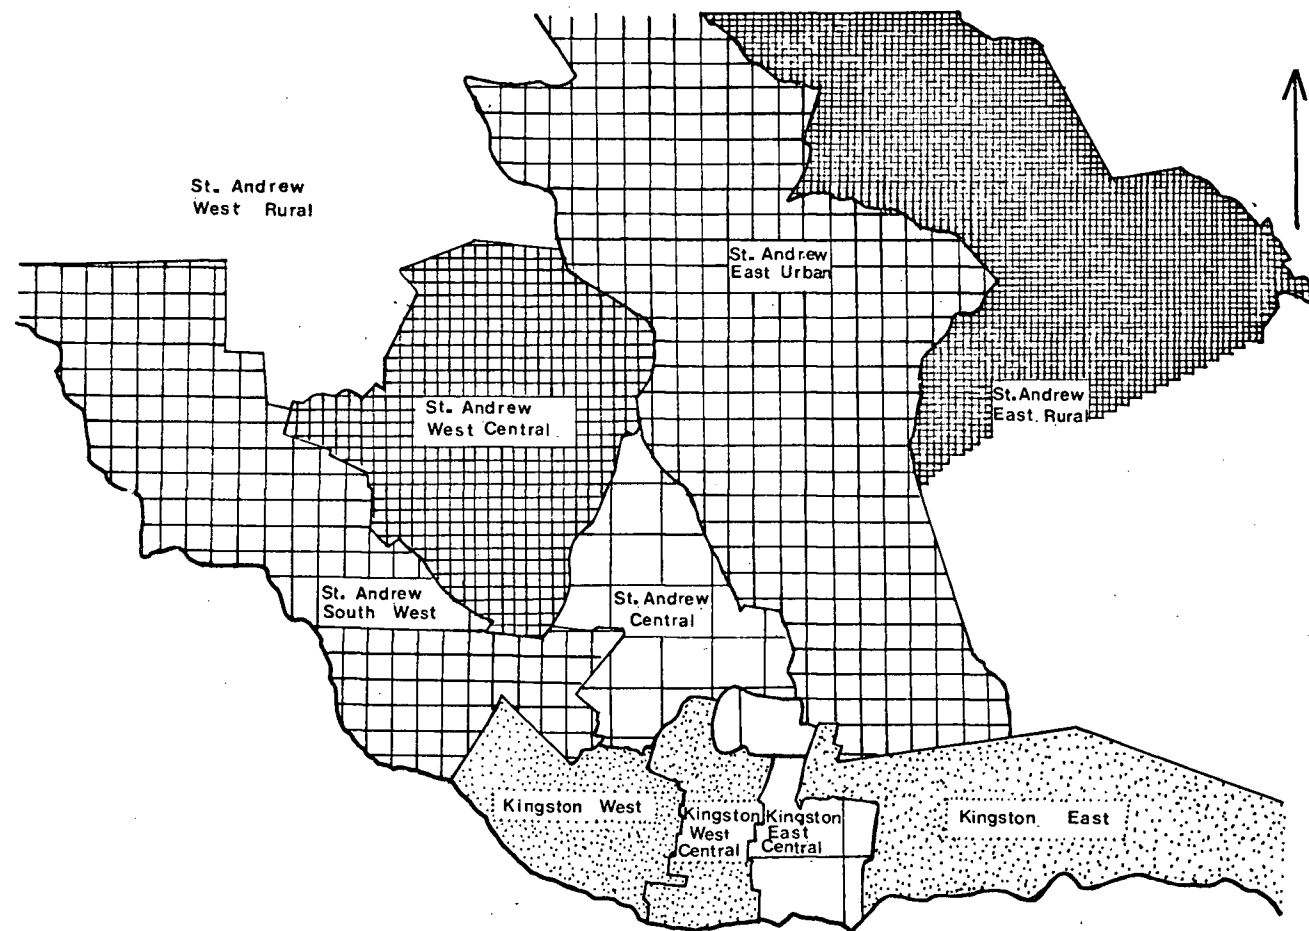 St. Andrew
West Rural
St. Andrew
East Urban
St. Andrew
West Central
St. Andrew
East Rural
St. Andrew
South West
St. Andrew
Central
Kingston West
Kingston
West
Central
Kingston
East
Central
Kingston East